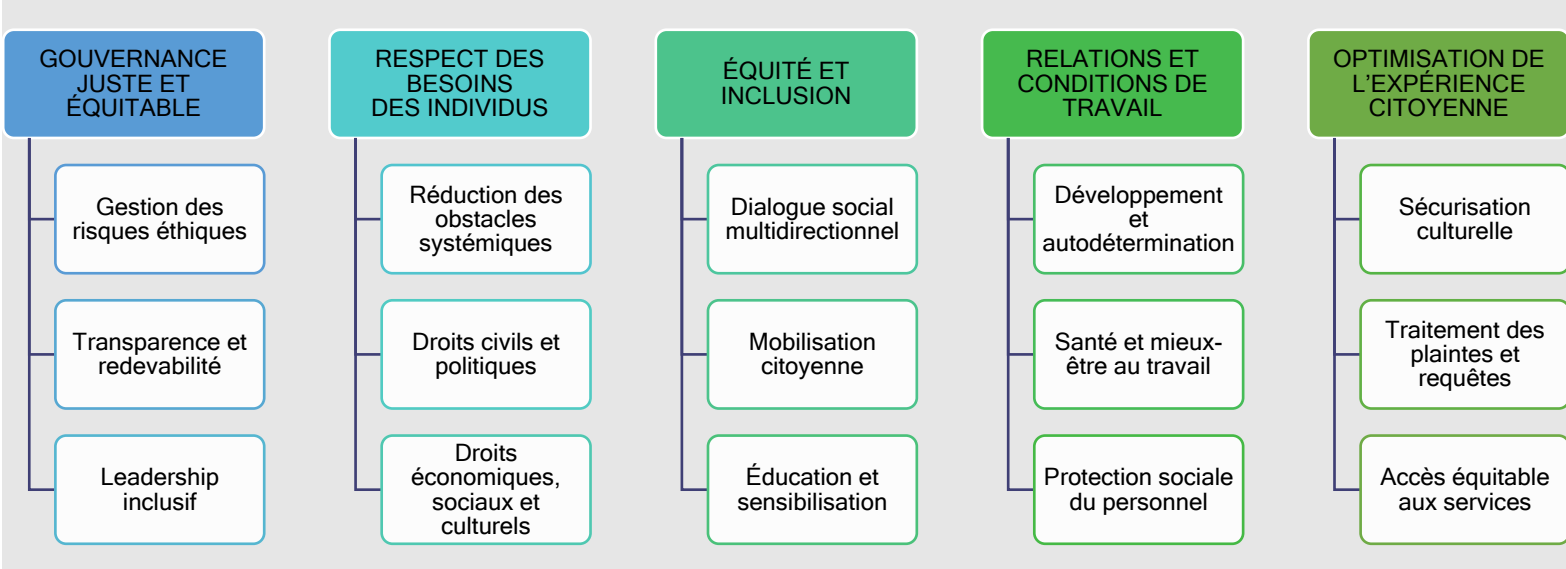 GOUVERNANCE
JUSTE ET
ÉQUITABLE
Gestion des
risques éthiques
Transparence et
redevabilité
Leadership
inclusif
RESPECT DES
BESOINS
DES INDIVIDUS
Réduction des
obstacles
systémiques
Droits civils et
politiques
Droits
économiques,
sociaux et
culturels
ÉQUITÉ ET
INCLUSION
Dialogue social
multidirectionnel
Mobilisation
citoyenne
Éducation et
sensibilisation
RELATIONS ET
CONDITIONS DE
TRAVAIL
Développement
et
autodétermination
Santé et mieux-
être au travail
Protection sociale
du personnel
OPTIMISATION DE
L'EXPÉRIENCE
CITOYENNE
Sécurisation
culturelle
Traitement des
plaintes et
requêtes
Accès équitable
aux services